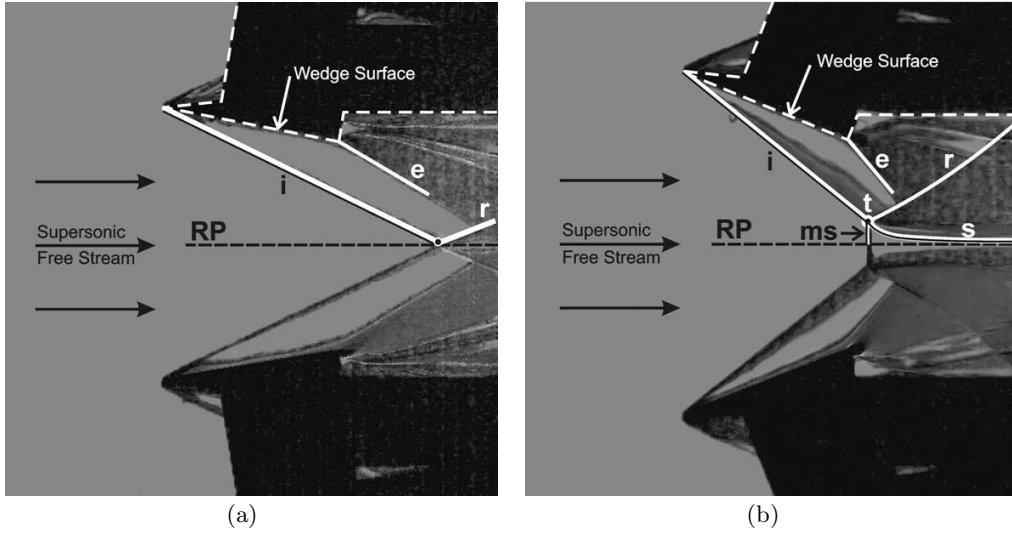 Wedge Surface
e
i
r
RP
Supersonic
Free Stream
(a)
Wedge Surface
e
r
i
t
RP
ms
s
Supersonic
Free Stream
(b)